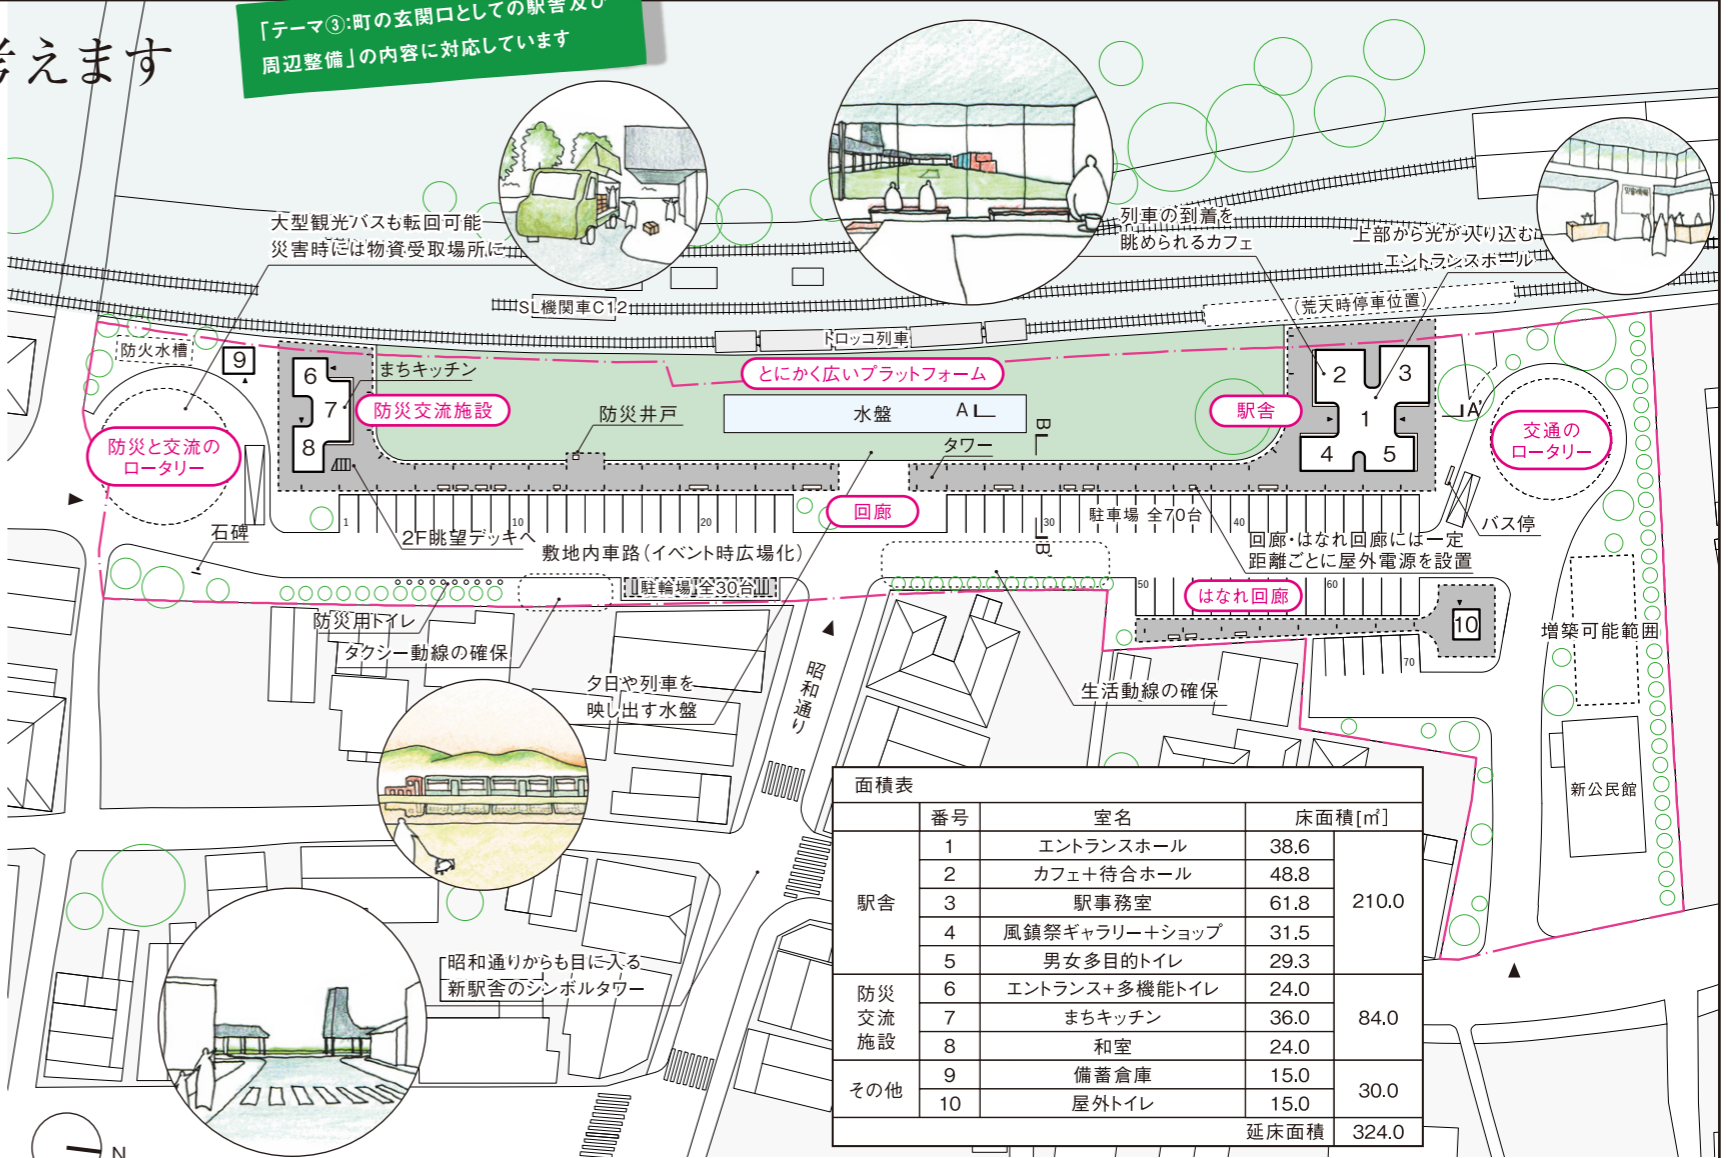 考えます
「テーマ③:町の玄関口としての駅舎及び
周辺整備」の内容に対応しています
大型観光バスも転回可能
災害時には物資受取場所に
列車の到着を
眺められるカフェ
上部から光が入り込む
エントランスホール
SL機関車C12
トロッコ列車
(荒天時停車位置)
防火水槽
9
6
7
8
まちキッチン
防災交流施設
防災と交流の
ロータリー
とにかく広いプラットフォーム
防災井戸
水盤
A
B
タワー
駅舎
2
3
1
4
5
A'
交通の
ロータリー
回廊
石碑
2F眺望デッキへ
1
10
20
30
40
駐車場 全70台
B'
バス停
敷地内車路(イベント時広場化)
回廊・はなれ回廊には一定
距離ごとに屋外電源を設置
駐輪場 全30台
50
60
はなれ回廊
10
70
防災用トイレ
タクシー動線の確保
増築可能範囲
夕日や列車を
映し出す水盤
昭和通り
生活動線の確保
新公民館
昭和通りからも目に入る
新駅舎のシンボルタワー
N
面積表
番号 室名 床面積[㎡]
駅舎 210.0
1 エントランスホール 38.6
2 カフェ+待合ホール 48.8
3 駅事務室 61.8
4 風鎮祭ギャラリー+ショップ 31.5
5 男女多目的トイレ 29.3
防災
交流
施設 84.0
6 エントランス+多機能トイレ 24.0
7 まちキッチン 36.0
8 和室 24.0
その他 30.0
9 備蓄倉庫 15.0
10 屋外トイレ 15.0
延床面積 324.0